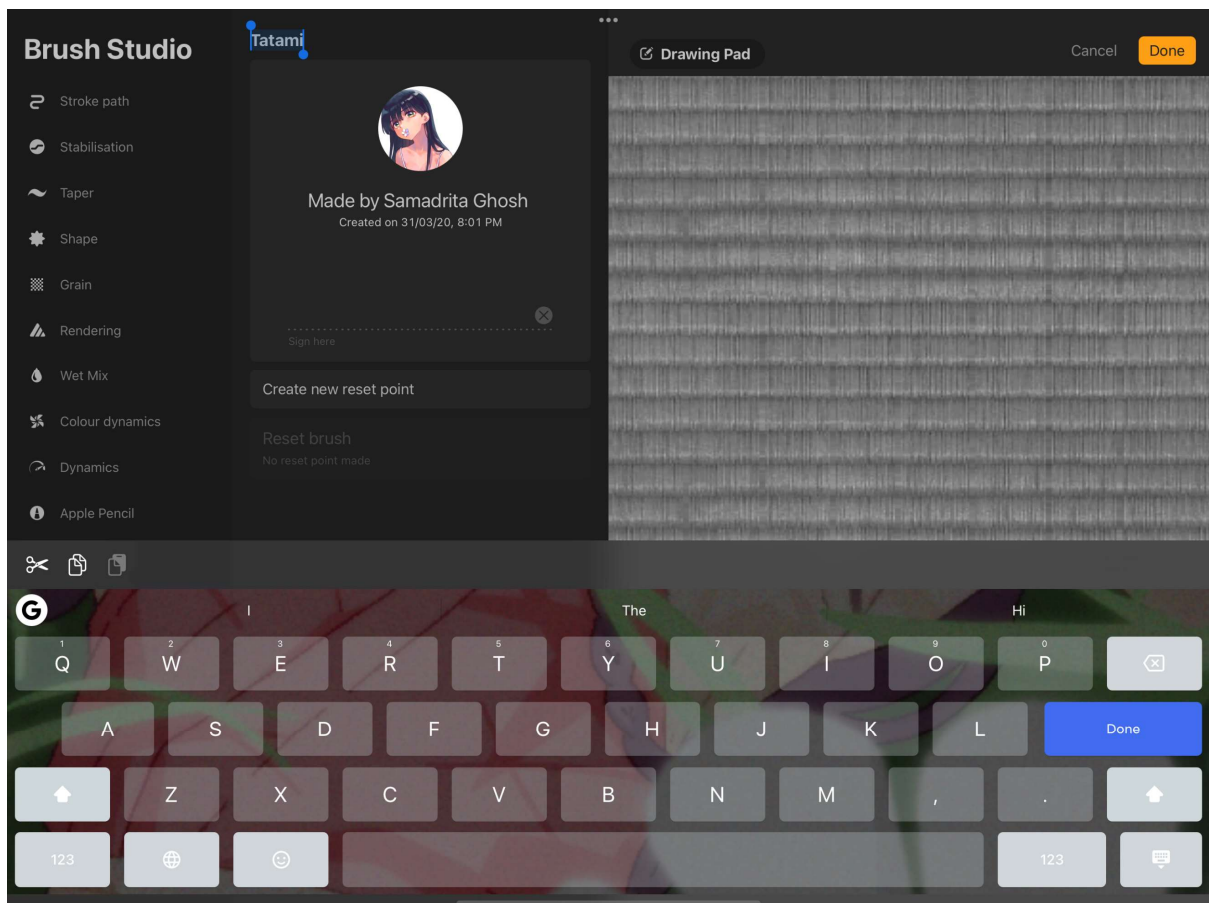 Brush Studio
Stroke path
Stabilisation
Taper
Shape
Grain
Rendering
Wet Mix
Colour dynamics
Dynamics
Apple Pencil
Tatami
Made by Samadrita Ghosh
Created on 31/03/20, 8:01 PM
Sign here
Create new reset point
Reset brush
No reset point made
Drawing Pad
Cancel
Done
G I The Hi
1 2 3 4 5 6 7 8 9 0
Q W E R T Y U I O P
A S D F G H J K L Done
Z X C V B N M , .
123 123